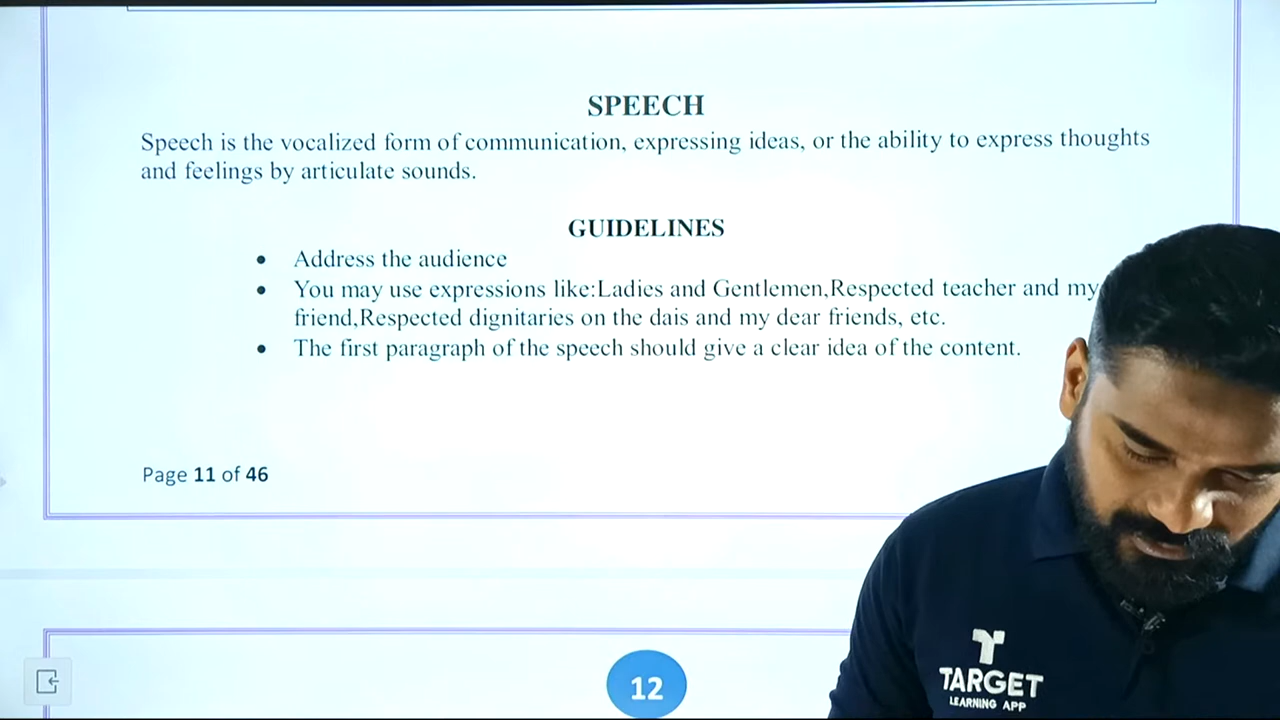 SPEECH
Speech is the vocalized form of communication, expressing ideas, or the ability to express thoughts
and feelings by articulate sounds.
GUIDELINES
• Address the audience
• You may use expressions like:Ladies and Gentlemen,Respected teacher and my
friend,Respected dignitaries on the dais and my dear friends, etc.
• The first paragraph of the speech should give a clear idea of the content.
Page 11 of 46
12
TARGET
LEARNING APP